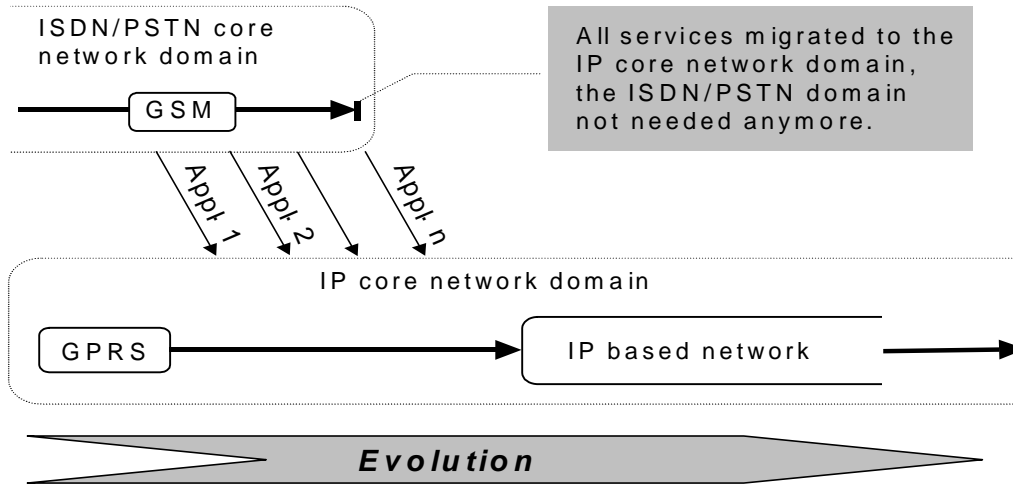 ISDN/PSTN core
network domain
All services migrated to the
IP core network domain,
the ISDN/PSTN domain
not needed anymore.
GSM
Appl. 1
Appl. 2
Appl. n
IP core network domain
GPRS
IP based network
Evolution